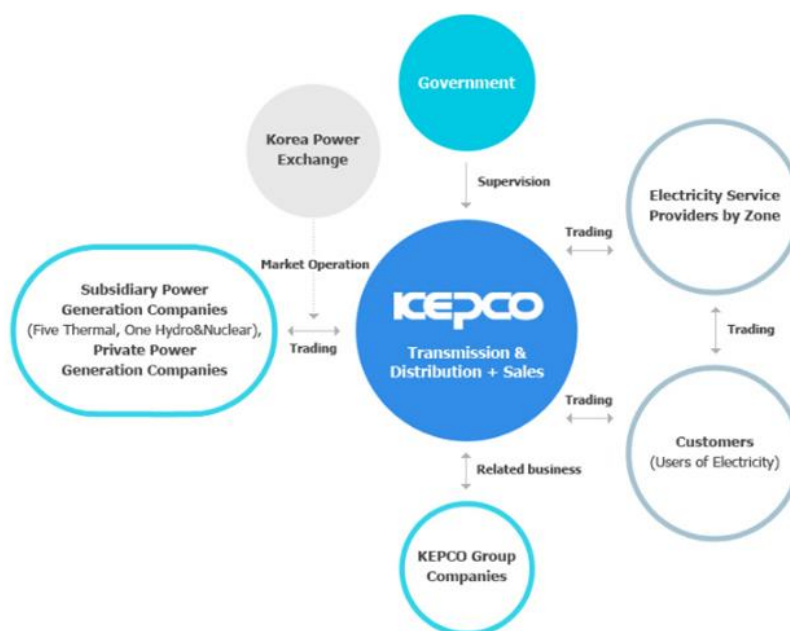 Government
Korea Power
Exchange
Supervision
Electricity Service
Providers by Zone
Trading
Market Operation
Subsidiary Power
Generation Companies
(Five Thermal, One Hydro&Nuclear),
Private Power
Generation Companies
Trading
KEPCO
Transmission &
Distribution + Sales
Trading
Trading
Customers
(Users of Electricity)
Related business
KEPCO Group
Companies